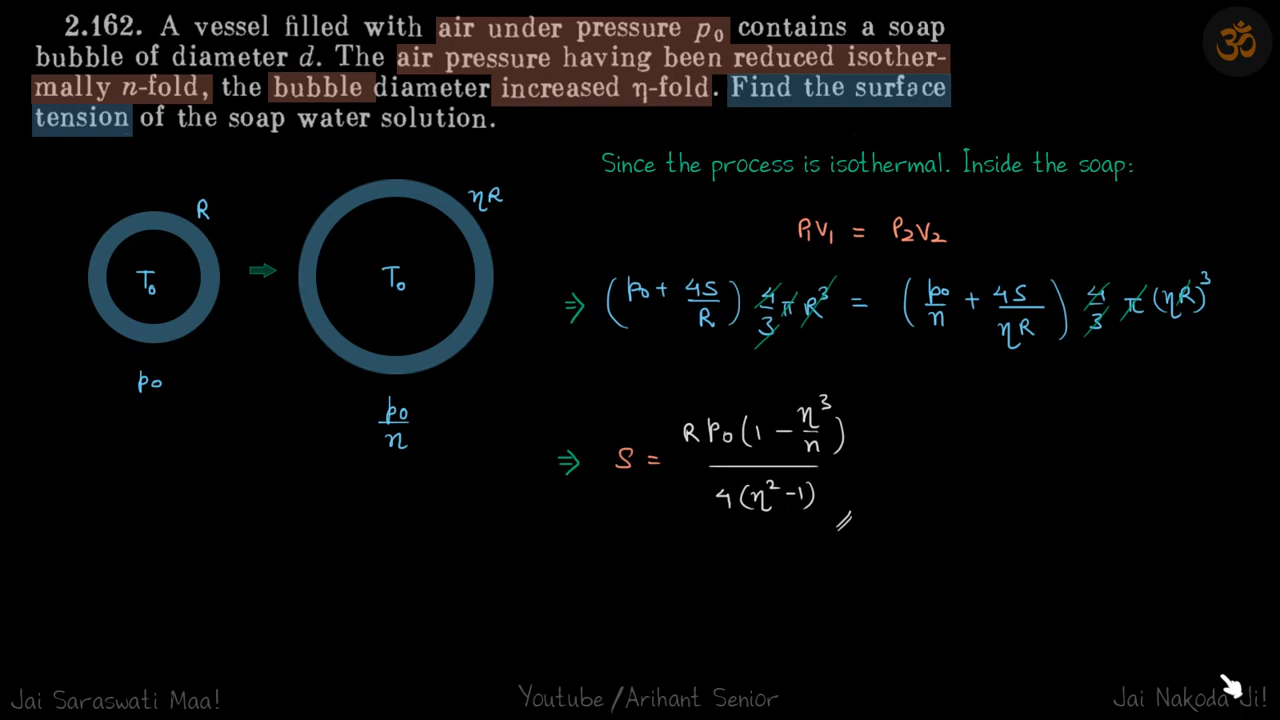 2.162. A vessel filled with air under pressure p₀ contains a soap
bubble of diameter d. The air pressure having been reduced isother-
mally n-fold, the bubble diameter increased η-fold. Find the surface
tension of the soap water solution.
ॐ
Since the process is isothermal. Inside the soap:
R
ηR
T₀
T₀
p₀
p₀/n
P₁V₁ = P₂V₂
⇒ (p₀ + 4S/R) 4/3 π R³ = (p₀/n + 4S/ηR) 4/3 π (ηR)³
⇒ S = R p₀ (1 − η³/n) / 4(η² − 1) //
Jai Saraswati Maa!
Youtube /Arihant Senior
Jai Nakoda Ji!